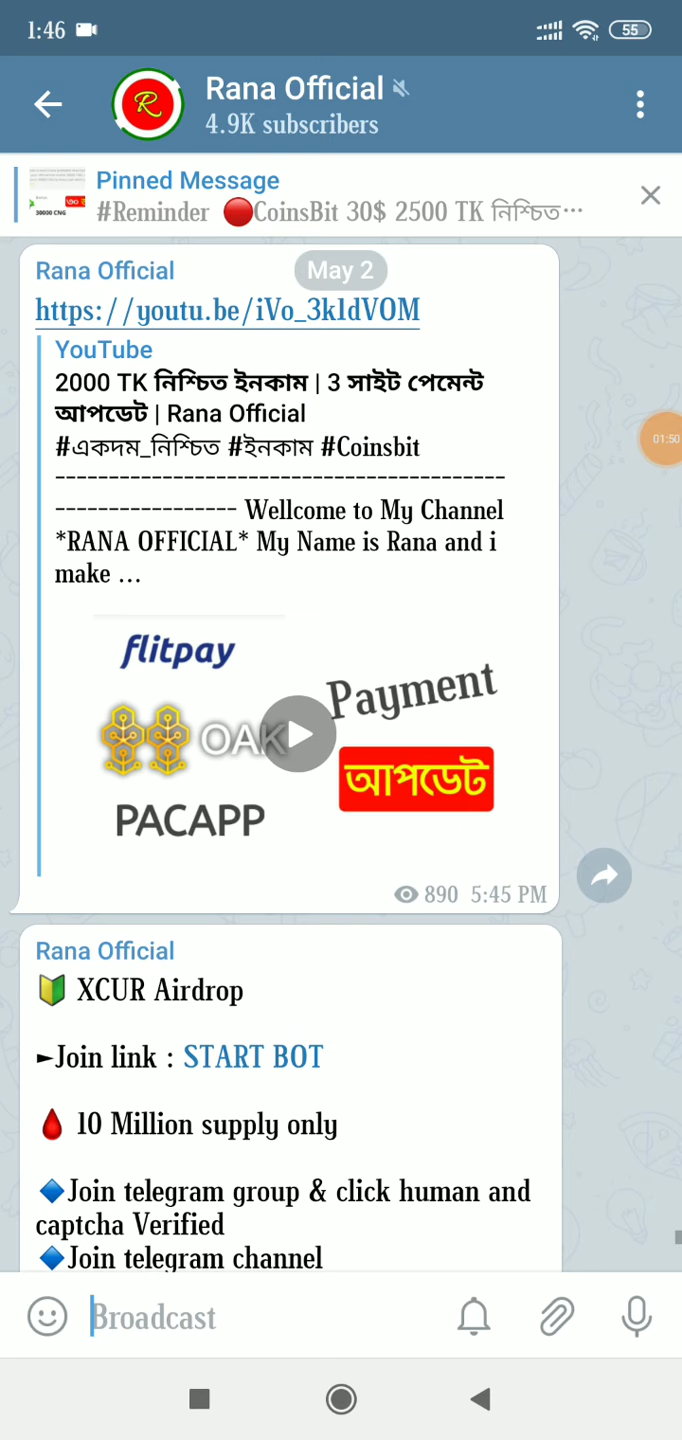 1:46
55
Rana Official
4.9K subscribers
Pinned Message
#Reminder 🔴CoinsBit 30$ 2500 TK নিশ্চিত...
30000 CNG
Rana Official
May 2
https://youtu.be/iVo_3k1dVOM
YouTube
2000 TK নিশ্চিত ইনকাম | 3 সাইট পেমেন্ট
আপডেট | Rana Official
#একদম_নিশ্চিত #ইনকাম #Coinsbit
------------------------------------------
----------------- Wellcome to My Channel
*RANA OFFICIAL* My Name is Rana and i
make ...
01:50
flitpay
Payment
OAK
আপডেট
PACAPP
890 5:45 PM
Rana Official
🔰 XCUR Airdrop
►Join link : START BOT
🩸 10 Million supply only
🔷Join telegram group & click human and
captcha Verified
🔷Join telegram channel
Broadcast